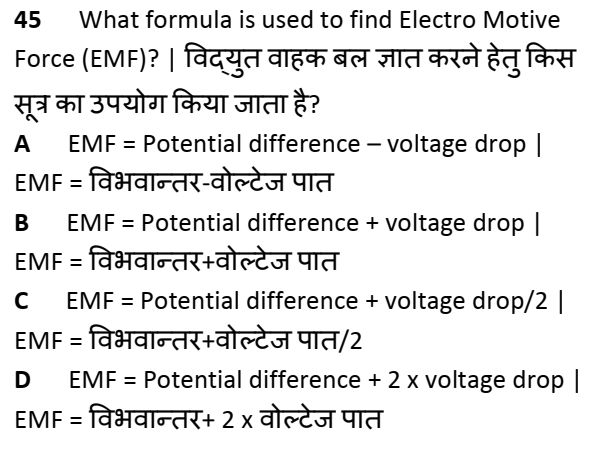 45 What formula is used to find Electro Motive
Force (EMF)? | विद्युत वाहक बल ज्ञात करने हेतु किस
सूत्र का उपयोग किया जाता है?
A EMF = Potential difference – voltage drop |
EMF = विभवान्तर-वोल्टेज पात
B EMF = Potential difference + voltage drop |
EMF = विभवान्तर+वोल्टेज पात
C EMF = Potential difference + voltage drop/2 |
EMF = विभवान्तर+वोल्टेज पात/2
D EMF = Potential difference + 2 x voltage drop |
EMF = विभवान्तर+ 2 x वोल्टेज पात